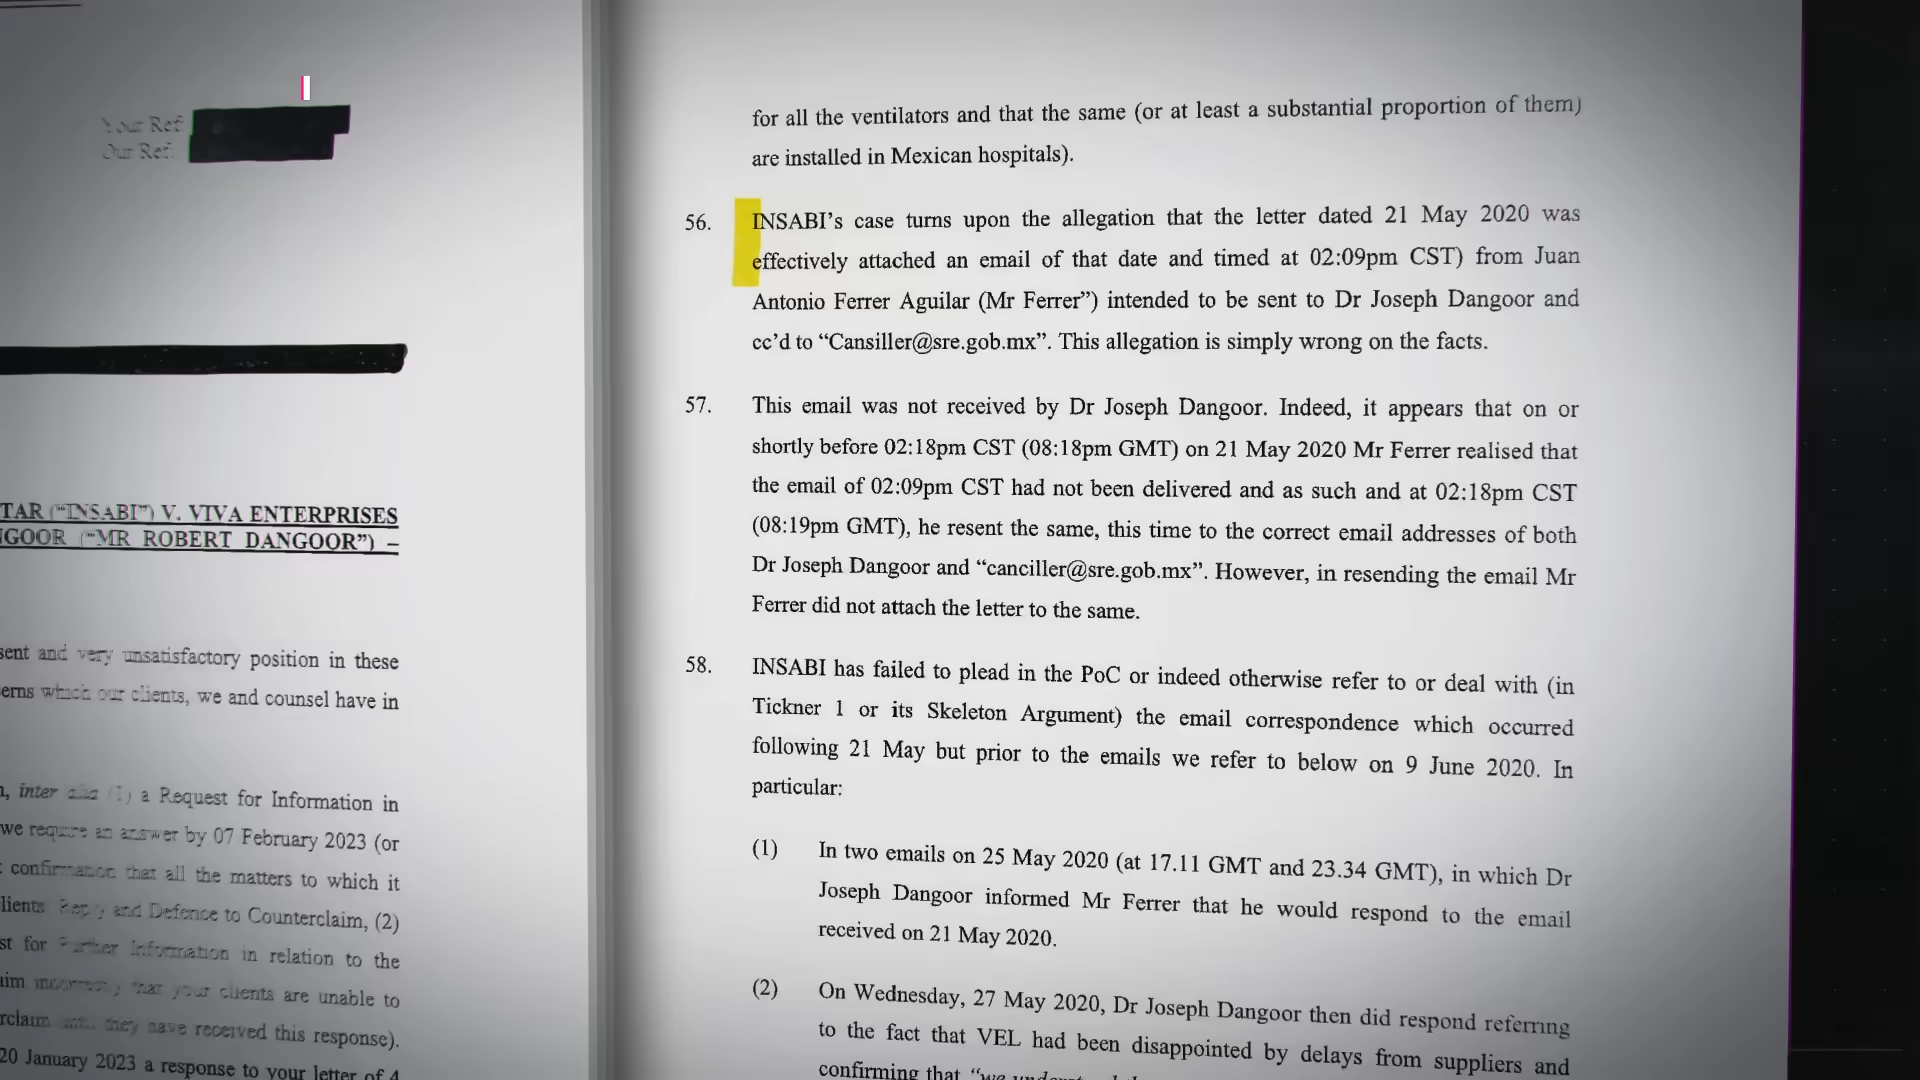 Your Ref:
Our Ref:
TAR (“INSABI”) V. VIVA ENTERPRISES
NGOOR (“MR ROBERT DANGOOR”) –
sent and very unsatisfactory position in these
erns which our clients, we and counsel have in
inter alia (1) a Request for Information in
we require an answer by 07 February 2023 (or
confirmation that all the matters to which it
lients Reply and Defence to Counterclaim, (2)
st for Further Information in relation to the
aim incorrectly that your clients are unable to
rclaim until they have received this response).
20 January 2023 a response to your letter of 4
for all the ventilators and that the same (or at least a substantial proportion of them)
are installed in Mexican hospitals).
56. INSABI’s case turns upon the allegation that the letter dated 21 May 2020 was
effectively attached an email of that date and timed at 02:09pm CST) from Juan
Antonio Ferrer Aguilar (Mr Ferrer”) intended to be sent to Dr Joseph Dangoor and
cc’d to “Cansiller@sre.gob.mx”. This allegation is simply wrong on the facts.
57. This email was not received by Dr Joseph Dangoor. Indeed, it appears that on or
shortly before 02:18pm CST (08:18pm GMT) on 21 May 2020 Mr Ferrer realised that
the email of 02:09pm CST had not been delivered and as such and at 02:18pm CST
(08:19pm GMT), he resent the same, this time to the correct email addresses of both
Dr Joseph Dangoor and “canciller@sre.gob.mx”. However, in resending the email Mr
Ferrer did not attach the letter to the same.
58. INSABI has failed to plead in the PoC or indeed otherwise refer to or deal with (in
Tickner 1 or its Skeleton Argument) the email correspondence which occurred
following 21 May but prior to the emails we refer to below on 9 June 2020. In
particular:
(1) In two emails on 25 May 2020 (at 17.11 GMT and 23.34 GMT), in which Dr
Joseph Dangoor informed Mr Ferrer that he would respond to the email
received on 21 May 2020.
(2) On Wednesday, 27 May 2020, Dr Joseph Dangoor then did respond referring
to the fact that VEL had been disappointed by delays from suppliers and
confirming that “we